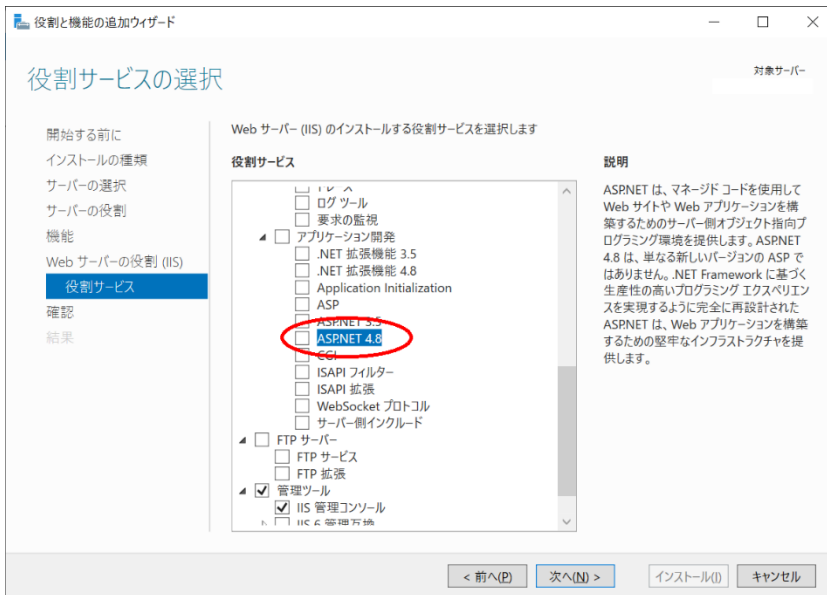 役割と機能の追加ウィザード
役割サービスの選択
対象サーバー
開始する前に
インストールの種類
サーバーの選択
サーバーの役割
機能
Web サーバーの役割 (IIS)
役割サービス
確認
結果
Web サーバー (IIS) のインストールする役割サービスを選択します
役割サービス
トレース
ログ ツール
要求の監視
アプリケーション開発
.NET 拡張機能 3.5
.NET 拡張機能 4.8
Application Initialization
ASP
ASP.NET 3.5
ASP.NET 4.8
CGI
ISAPI フィルター
ISAPI 拡張
WebSocket プロトコル
サーバー側インクルード
FTP サーバー
FTP サービス
FTP 拡張
管理ツール
IIS 管理コンソール
IIS 6 管理互換
説明
ASP.NET は、マネージド コードを使用して
Web サイトや Web アプリケーションを構
築するためのサーバー側オブジェクト指向プ
ログラミング環境を提供します。ASP.NET
4.8 は、単なる新しいバージョンの ASP で
はありません。.NET Framework に基づく
生産性の高いプログラミング エクスペリエン
スを実現するように完全に再設計された
ASP.NET は、Web アプリケーションを構築
するための堅牢なインフラストラクチャを提
供します。
< 前へ(P)
次へ(N) >
インストール(I)
キャンセル